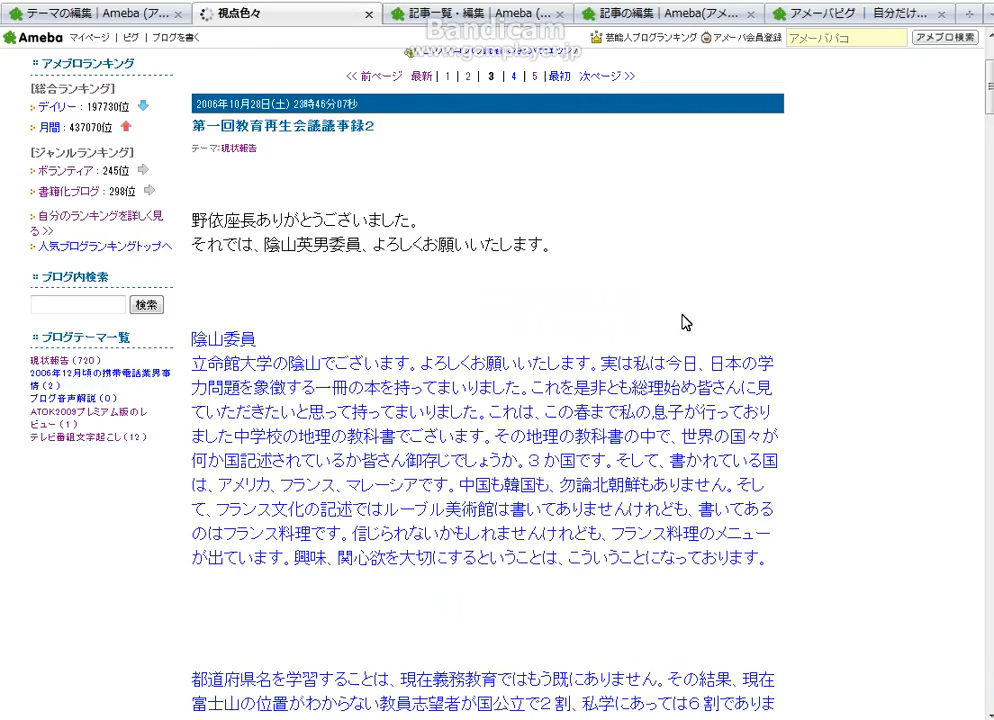 テーマの編集 | Ameba (ア...
視点色々
記事一覧・編集 | Ameba (...
記事の編集 | Ameba(アメ...
アメーバピグ | 自分だけ...
Bandicam
www.gomplayer.jp
Ameba マイページ | ピグ | ブログを書く
芸能人ブログランキング アメーバ会員登録 アメーバパコ アメブロ検索
<< 前ページ 最新 | 1 | 2 | 3 | 4 | 5 | 最初 次ページ >>
アメブロランキング
[総合ランキング]
デイリー : 197730位
月間 : 437070位
[ジャンルランキング]
ボランティア : 245位
書籍化ブログ : 298位
自分のランキングを詳しく見
る >>
人気ブログランキングトップへ
ブログ内検索
検索
ブログテーマ一覧
現状報告 ( 720 )
2006年12月頃の携帯電話業界事
情 ( 2 )
ブログ音声解説 ( 0 )
ATOK2009プレミアム版のレ
ビュー ( 1 )
テレビ番組文字起こし ( 12 )
2006年10月28日(土) 23時46分07秒
第一回教育再生会議議事録2
テーマ:現状報告
野依座長ありがとうございました。
それでは、陰山英男委員、よろしくお願いいたします。
陰山委員
立命館大学の陰山でございます。よろしくお願いいたします。実は私は今日、日本の学
力問題を象徴する一冊の本を持ってまいりました。これを是非とも総理始め皆さんに見
ていただきたいと思って持ってまいりました。これは、この春まで私の息子が行っており
ました中学校の地理の教科書でございます。その地理の教科書の中で、世界の国々が
何か国記述されているか皆さん御存じでしょうか。3 か国です。そして、書かれている国
は、アメリカ、フランス、マレーシアです。中国も韓国も、勿論北朝鮮もありません。そし
て、フランス文化の記述ではルーブル美術館は書いてありませんけれども、書いてある
のはフランス料理です。信じられないかもしれませんけれども、フランス料理のメニュー
が出ています。興味、関心欲を大切にするということは、こういうことになっております。
都道府県名を学習することは、現在義務教育ではもう既にありません。その結果、現在
富士山の位置がわからない教員志望者が国公立で2 割、私学にあっては6 割でありま